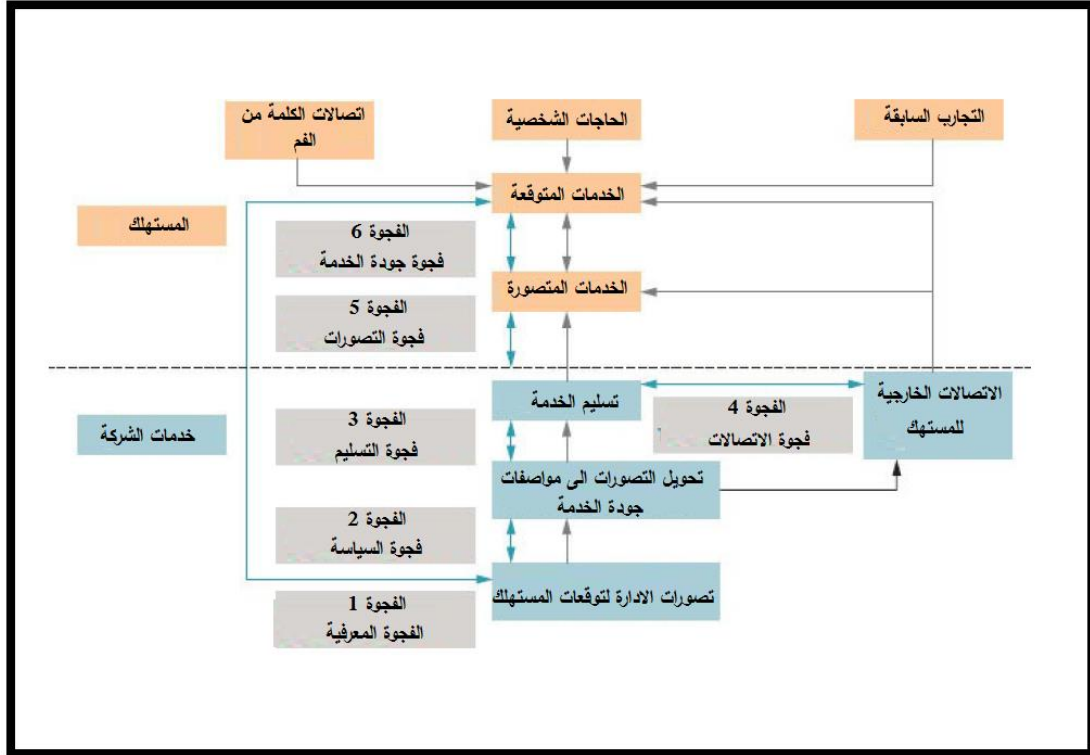 اتصالات الكلمة من
الفم
الحاجات الشخصية
التجارب السابقة
الخدمات المتوقعة
المستهلك
الفجوة 6
فجوة جودة الخدمة
الخدمات المتصورة
الفجوة 5
فجوة التصورات
تسليم الخدمة
الاتصالات الخارجية
للمستهك
الفجوة 4
فجوة الاتصالات
الفجوة 3
فجوة التسليم
خدمات الشركة
تحويل التصورات الى مواصفات
جودة الخدمة
الفجوة 2
فجوة السياسة
تصورات الادارة لتوقعات المستهلك
الفجوة 1
الفجوة المعرفية